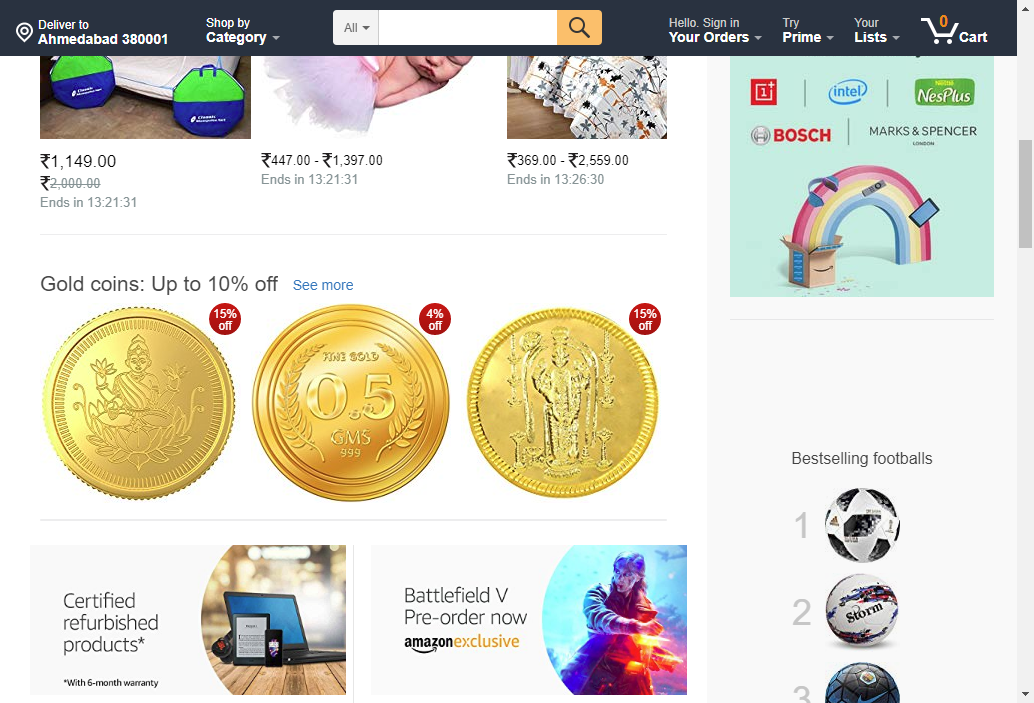 Deliver to
Ahmedabad 380001
Shop by
Category
All
Hello. Sign in
Your Orders
Try
Prime
Your
Lists
0
Cart
₹1,149.00
₹2,000.00
Ends in 13:21:31
₹447.00 - ₹1,397.00
Ends in 13:21:31
₹369.00 - ₹2,559.00
Ends in 13:26:30
1+
intel
NESPLUS
BOSCH
MARKS & SPENCER
LONDON
Gold coins: Up to 10% off
See more
15%
off
4%
off
15%
off
FINE GOLD
0.5
GMS
999
Bestselling footballs
1
2
Storm
3
Certified
refurbished
products*
*With 6-month warranty
Battlefield V
Pre-order now
amazonexclusive